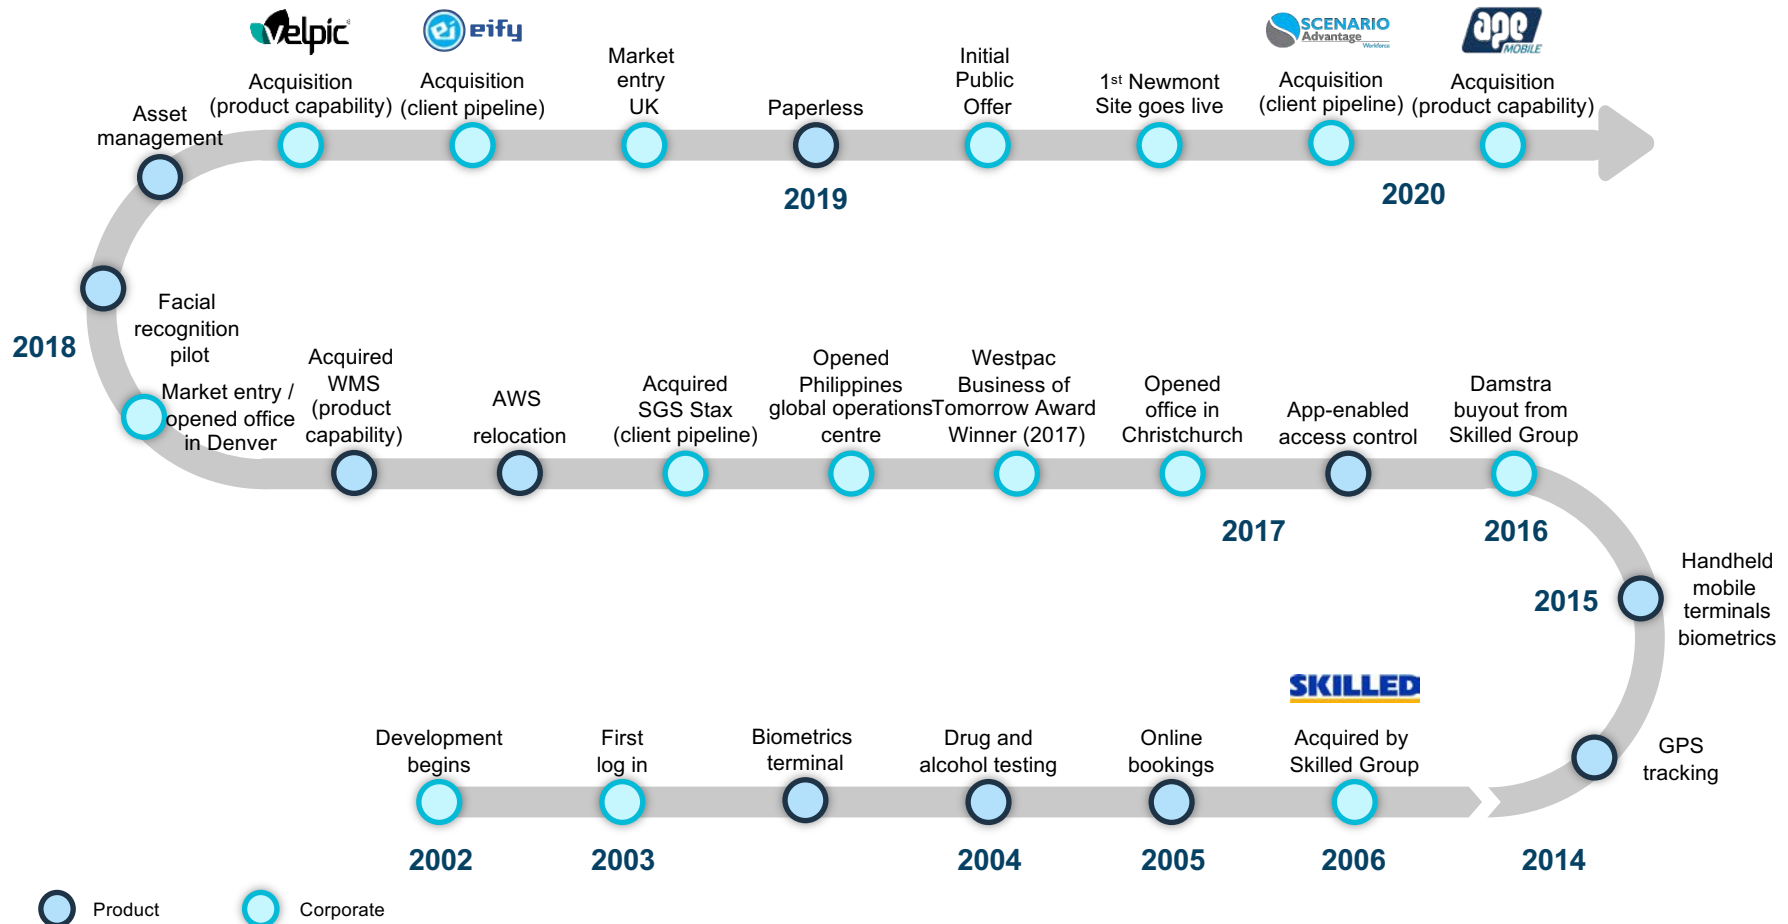 Velpic
ei eify
SCENARIO
Advantage
Workforce
ape
MOBILE
Asset
management
Acquisition
(product capability)
Acquisition
(client pipeline)
Market
entry
UK
Paperless
Initial
Public
Offer
1st Newmont
Site goes live
Acquisition
(client pipeline)
Acquisition
(product capability)
2019
2020
Facial
recognition
pilot
2018
Market entry /
opened office
in Denver
Acquired
WMS
(product
capability)
AWS
relocation
Acquired
SGS Stax
(client pipeline)
Opened
Philippines
global operations
centre
Westpac
Business of
Tomorrow Award
Winner (2017)
Opened
office in
Christchurch
App-enabled
access control
Damstra
buyout from
Skilled Group
2017
2016
2015
Handheld
mobile
terminals
biometrics
GPS
tracking
SKILLED
Development
begins
First
log in
Biometrics
terminal
Drug and
alcohol testing
Online
bookings
Acquired by
Skilled Group
2002
2003
2004
2005
2006
2014
Product
Corporate